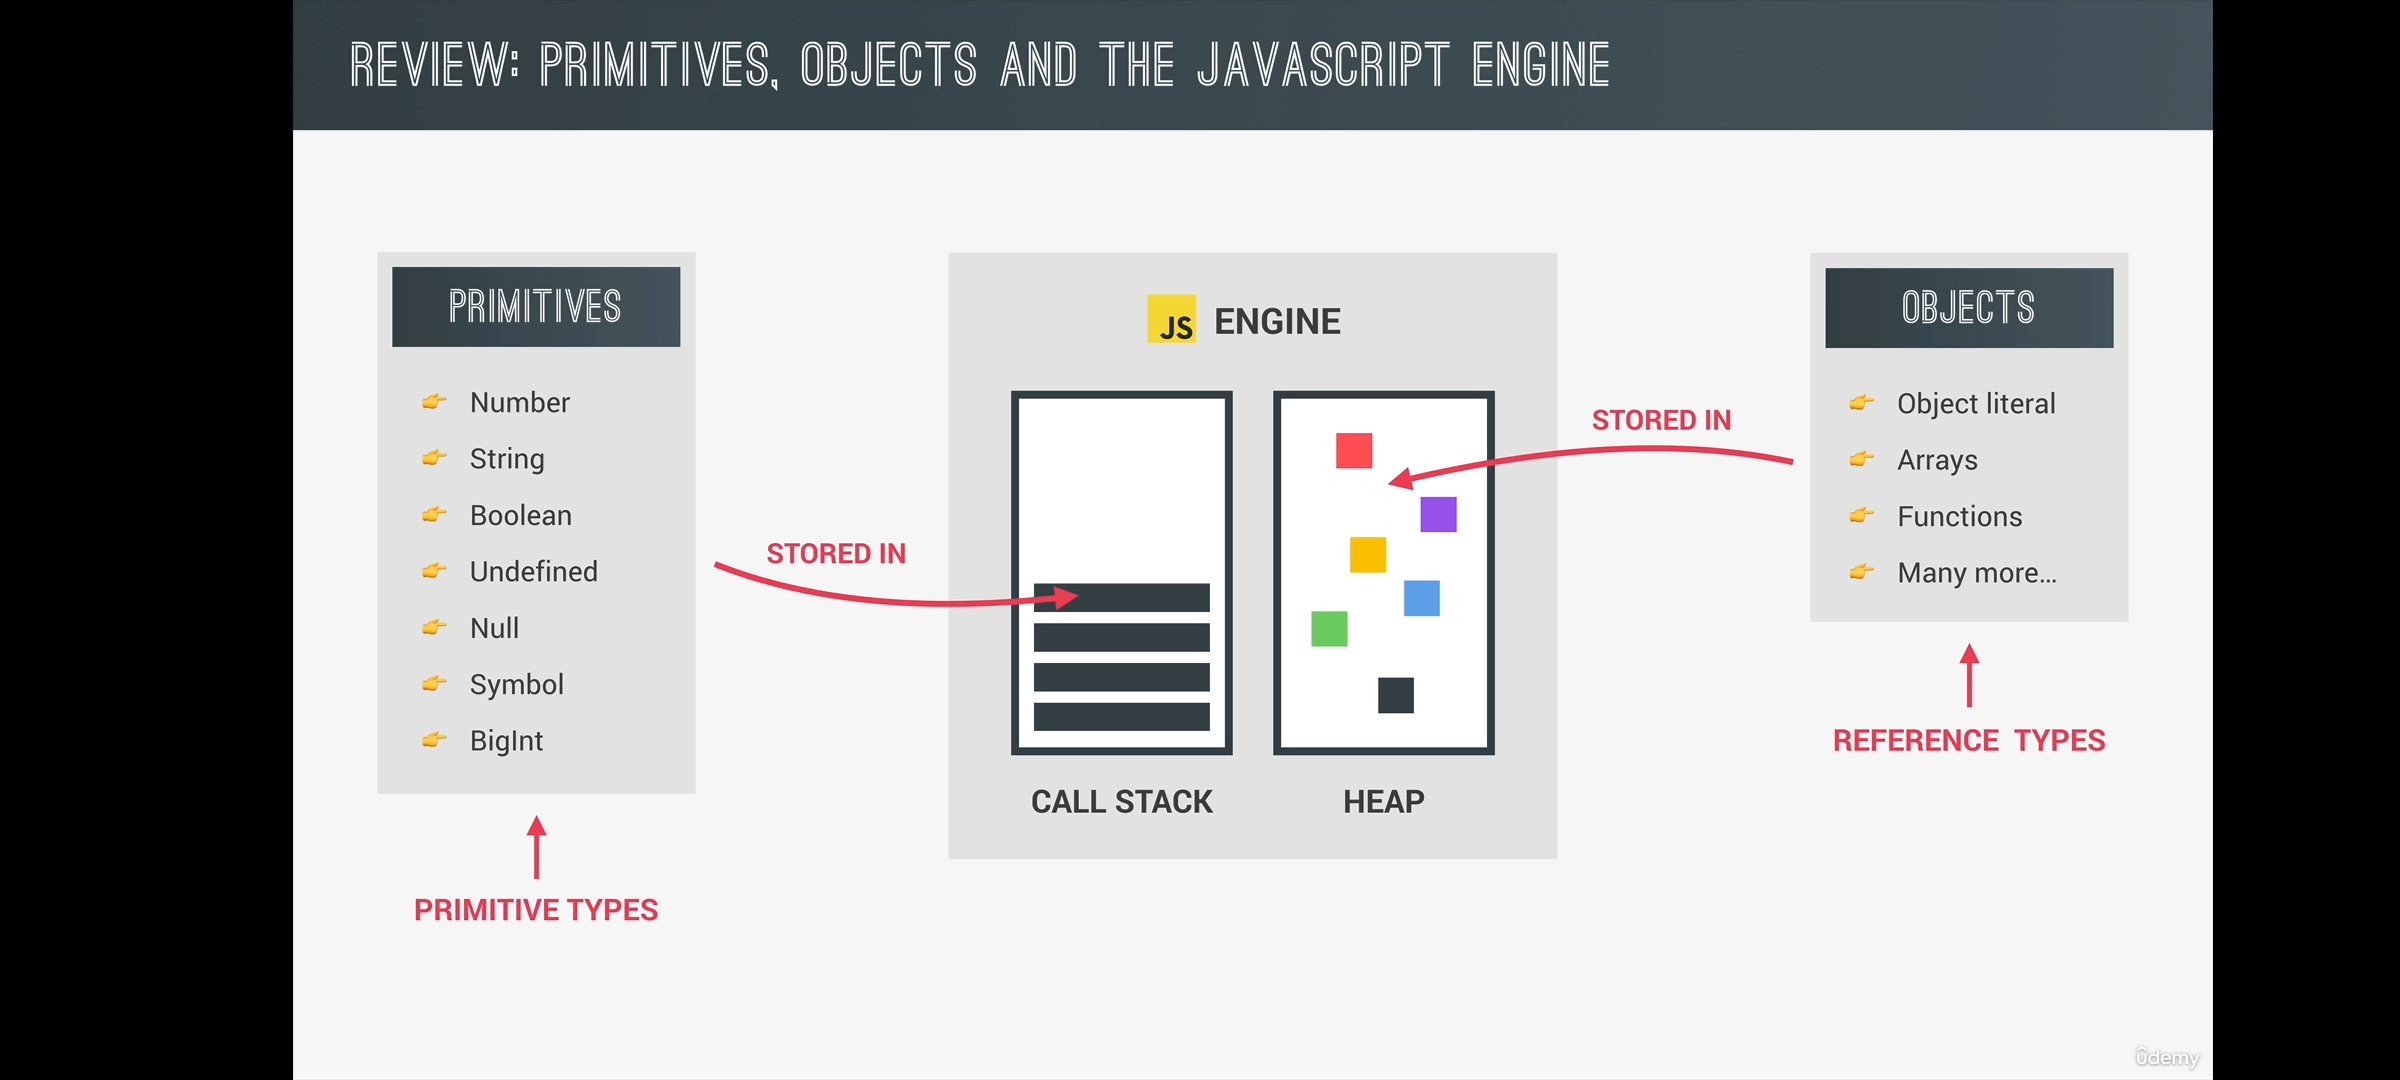 REVIEW: PRIMITIVES, OBJECTS AND THE JAVASCRIPT ENGINE
PRIMITIVES
Number
String
Boolean
Undefined
Null
Symbol
BigInt
PRIMITIVE TYPES
STORED IN
JS ENGINE
CALL STACK
HEAP
STORED IN
OBJECTS
Object literal
Arrays
Functions
Many more...
REFERENCE TYPES
ûdemy